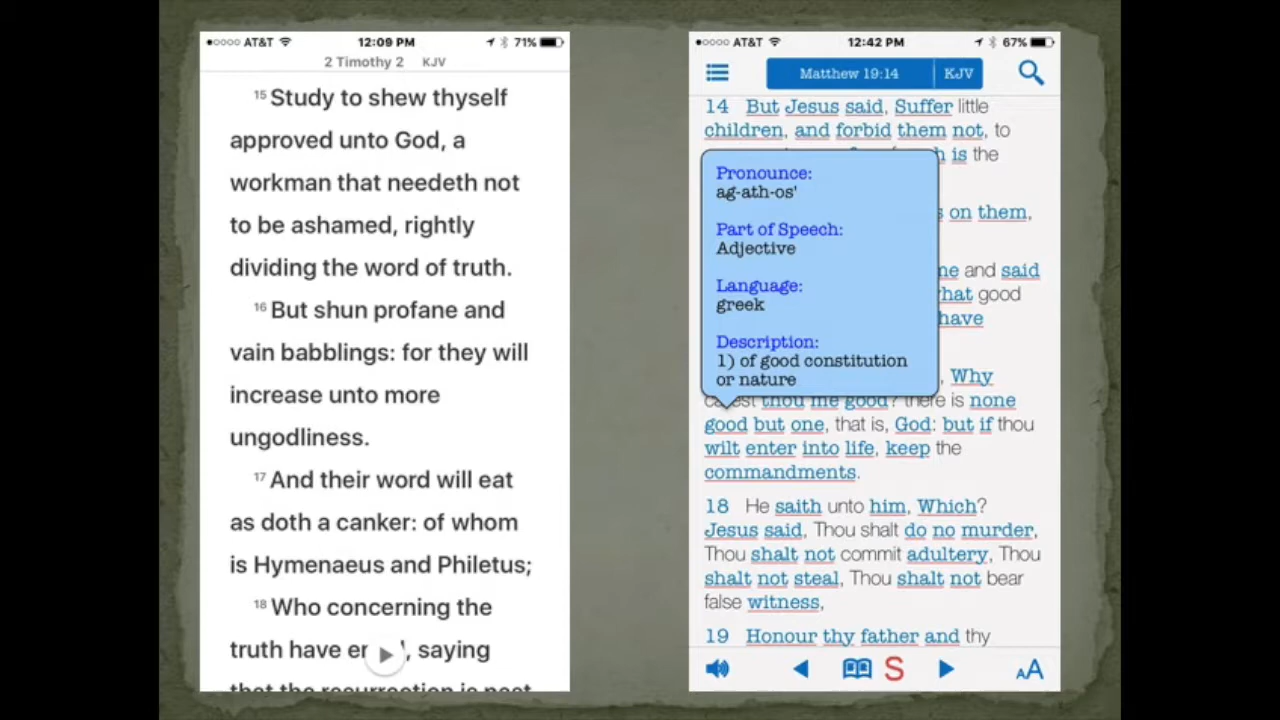 AT&T 12:09 PM 71%
2 Timothy 2 KJV
15 Study to shew thyself
approved unto God, a
workman that needeth not
to be ashamed, rightly
dividing the word of truth.
16 But shun profane and
vain babblings: for they will
increase unto more
ungodliness.
17 And their word will eat
as doth a canker: of whom
is Hymenaeus and Philetus;
18 Who concerning the
truth have saying
that the resurrection is past
AT&T 12:42 PM 67%
Matthew 19:14 KJV
14 But Jesus said, Suffer little
children, and forbid them not, to
is the
Pronounce:
ag-ath-os'
Part of Speech:
Adjective
Language:
greek
Description:
1) of good constitution
or nature
on them,
and said
good
have
Why
thou me good? there is none
good but one, that is, God: but if thou
wilt enter into life, keep the
commandments.
18 He saith unto him, Which?
Jesus said, Thou shalt do no murder,
Thou shalt not commit adultery, Thou
shalt not steal, Thou shalt not bear
false witness,
19 Honour thy father and thy
S AA